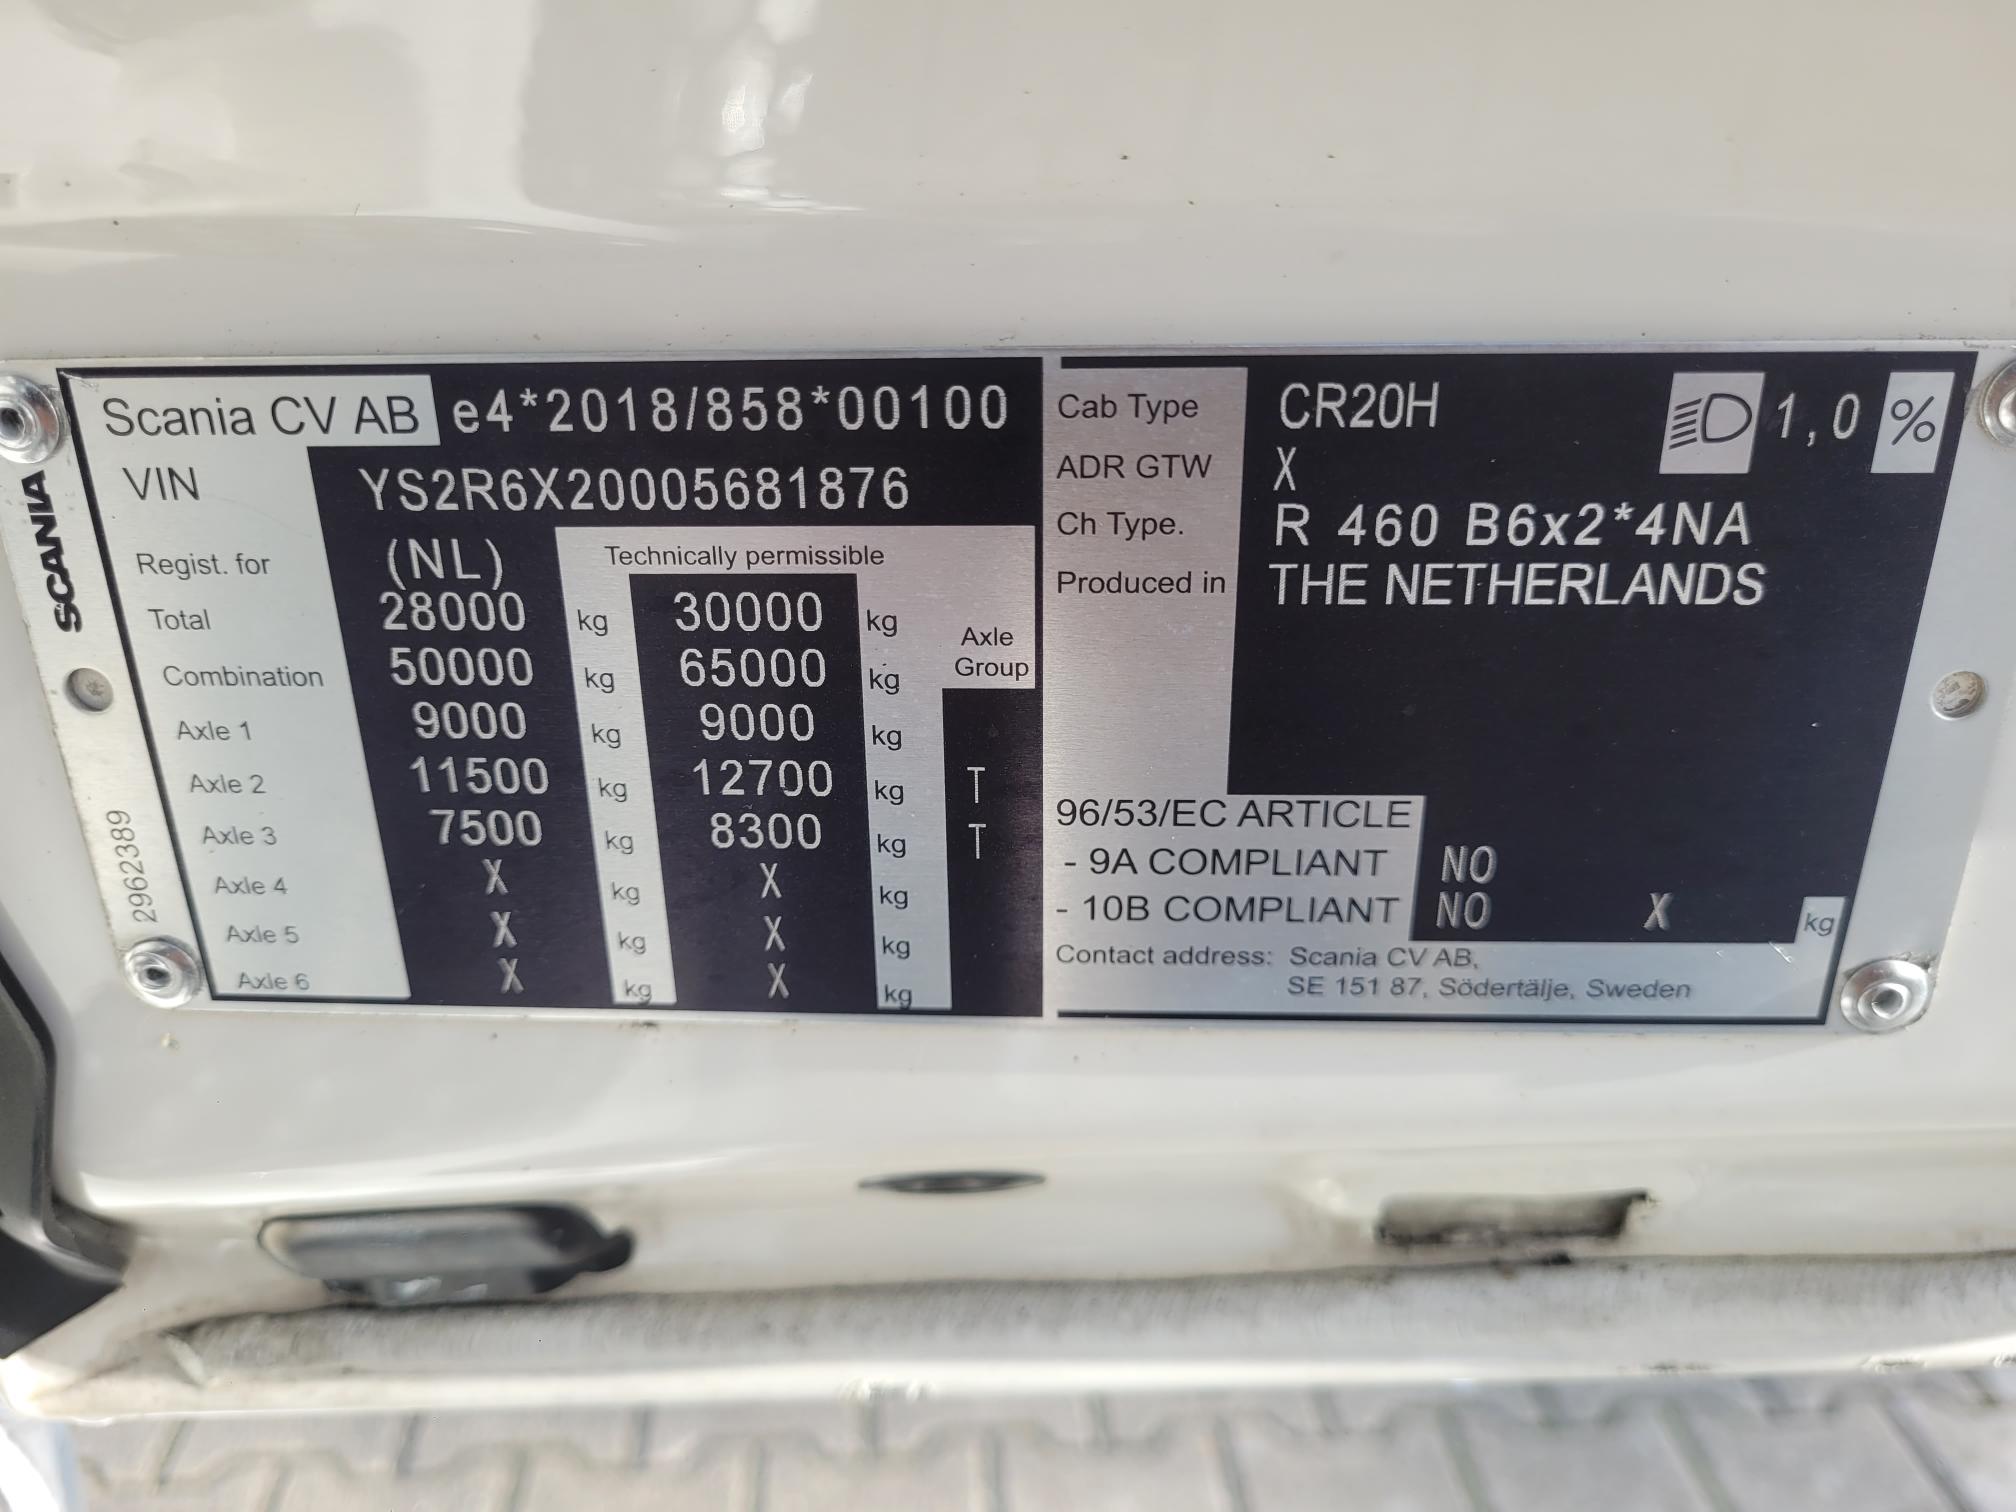 Scania CV AB e4*2018/858*00100
VIN YS2R6X20005681876
Regist. for (NL) Technically permissible
Total 28000 kg 30000 kg
Axle Group
Combination 50000 kg 65000 kg
Axle 1 9000 kg 9000 kg
Axle 2 11500 kg 12700 kg T
Axle 3 7500 kg 8300 kg T
Axle 4 X kg X kg
Axle 5 X kg X kg
Axle 6 X kg X kg
SCANIA
2962389
Cab Type CR20H 1,0 %
ADR GTW X
Ch Type. R 460 B6x2*4NA
Produced in THE NETHERLANDS
96/53/EC ARTICLE
- 9A COMPLIANT NO
- 10B COMPLIANT NO X kg
Contact address: Scania CV AB,
SE 151 87, Södertälje, Sweden